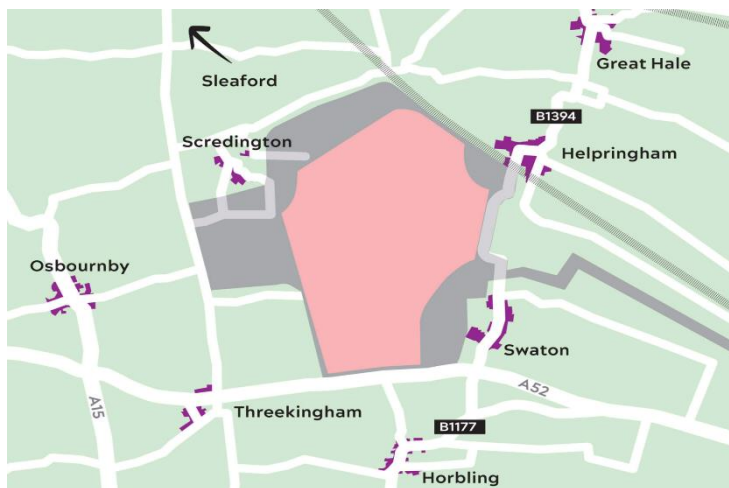 Great Hale
Sleaford
B1394
Scredington
Helpringham
Osbournby
Swaton
A52
A15
Threekingham
B1177
Horbling